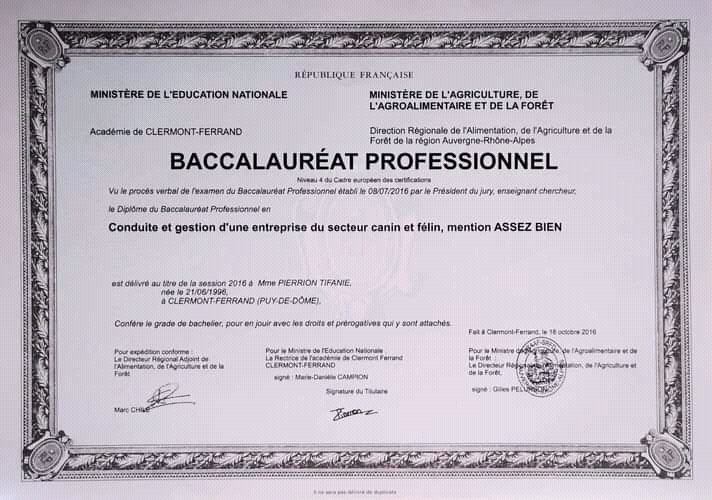 RÉPUBLIQUE FRANÇAISE
MINISTÈRE DE L'EDUCATION NATIONALE
MINISTÈRE DE L'AGRICULTURE, DE
L'AGROALIMENTAIRE ET DE LA FORÊT
Académie de CLERMONT-FERRAND
Direction Régionale de l'Alimentation, de l'Agriculture et de la
Forêt de la région Auvergne-Rhône-Alpes
BACCALAURÉAT PROFESSIONNEL
Niveau 4 du Cadre européen des certifications
Vu le procès verbal de l'examen du Baccalauréat Professionnel établi le 08/07/2016 par le Président du jury, enseignant chercheur,
le Diplôme du Baccalauréat Professionnel en
Conduite et gestion d'une entreprise du secteur canin et félin, mention ASSEZ BIEN
est délivré au titre de la session 2016 à Mme PIERRION TIFANIE,
née le 21/06/1996,
à CLERMONT-FERRAND (PUY-DE-DÔME),
Confère le grade de bachelier, pour en jouir avec les droits et prérogatives qui y sont attachés.
Fait à Clermont-Ferrand, le 18 octobre 2016
Pour expédition conforme :
Le Directeur Régional Adjoint de
l'Alimentation, de l'Agriculture et de la
Forêt
Marc CHILE
Pour le Ministre de l'Education Nationale :
La Rectrice de l'académie de Clermont Ferrand
CLERMONT-FERRAND
signé : Marie-Danièle CAMPION
Signature du Titulaire
Pour le Ministre de l'Agriculture, de l'Agroalimentaire et de
la Forêt :
Le Directeur Régional de l'Alimentation, de l'Agriculture et
de la Forêt,
signé : Gilles PELURSON
Il ne sera pas délivré de duplicata